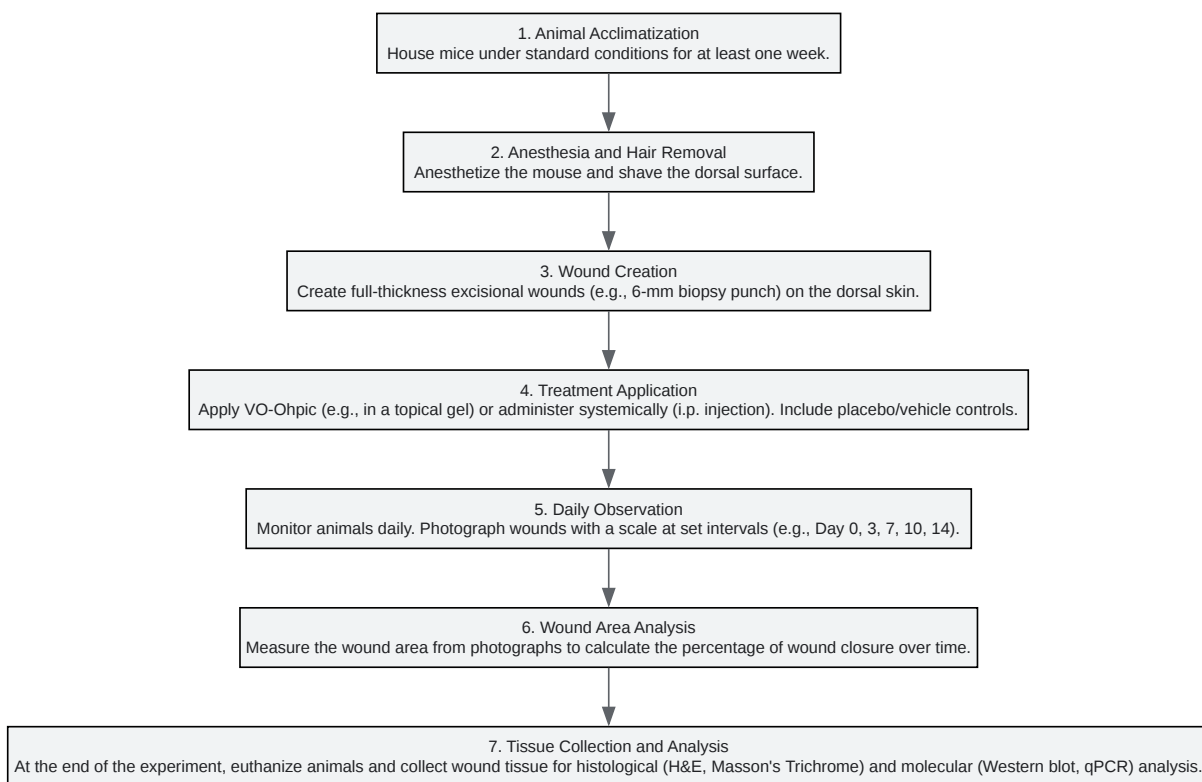 1. Animal Acclimatization
House mice under standard conditions for at least one week.
2. Anesthesia and Hair Removal
Anesthetize the mouse and shave the dorsal surface.
3. Wound Creation
Create full-thickness excisional wounds (e.g., 6-mm biopsy punch) on the dorsal skin.
4. Treatment Application
Apply VO-Ohpic (e.g., in a topical gel) or administer systemically (i.p. injection). Include placebo/vehicle controls.
5. Daily Observation
Monitor animals daily. Photograph wounds with a scale at set intervals (e.g., Day 0, 3, 7, 10, 14).
6. Wound Area Analysis
Measure the wound area from photographs to calculate the percentage of wound closure over time.
7. Tissue Collection and Analysis
At the end of the experiment, euthanize animals and collect wound tissue for histological (H&E, Masson's Trichrome) and molecular (Western blot, qPCR) analysis.